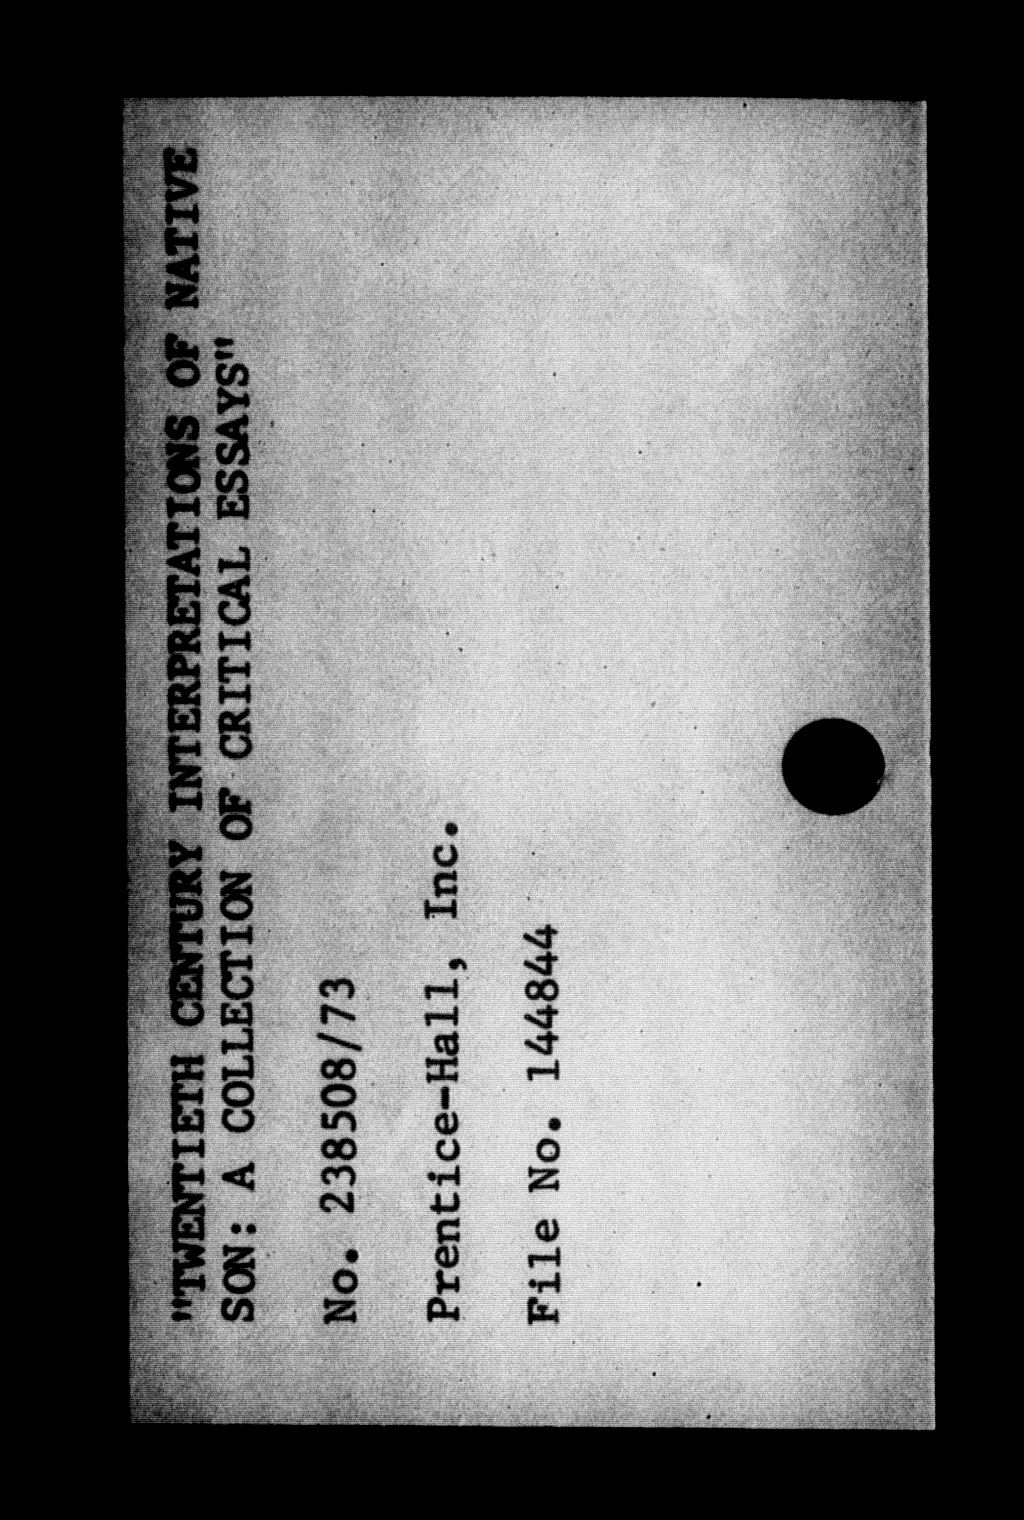 "TWENTIETH CENTURY INTERPRETATIONS OF NATIVE
SON: A COLLECTION OF CRITICAL ESSAYS"
No. 238508/73
Prentice-Hall, Inc.
File No. 144844